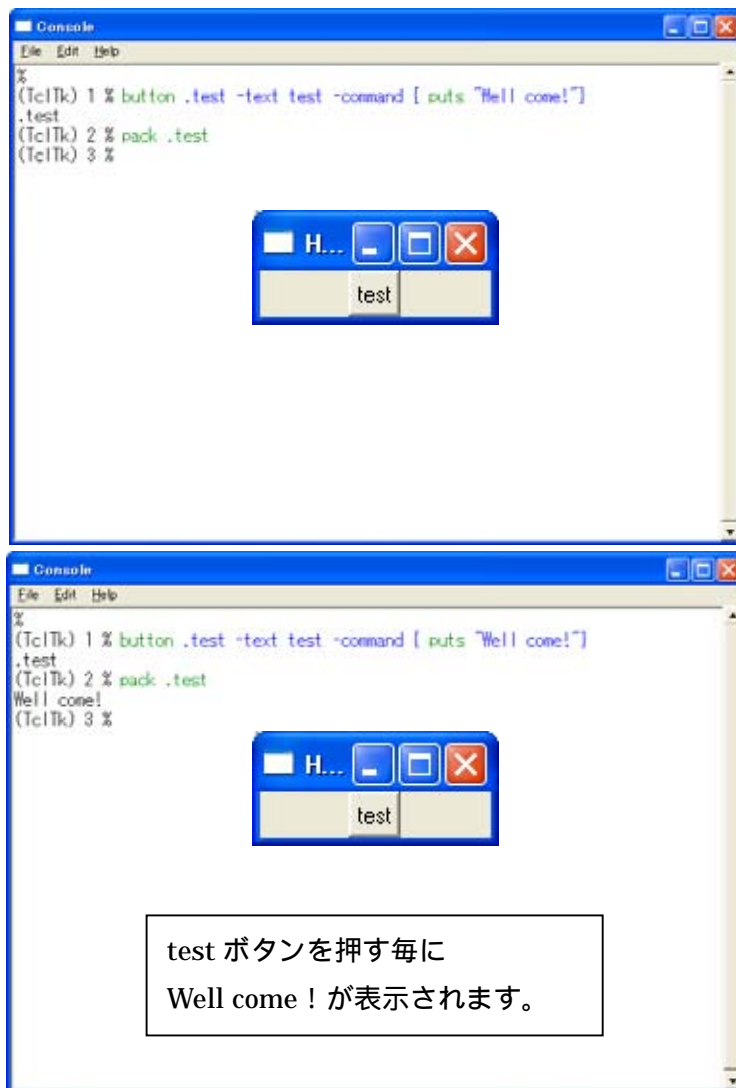 Console
File Edit Help
%
(TclTk) 1 % button .test -text test -command [ puts "Well come!"]
.test
(TclTk) 2 % pack .test
(TclTk) 3 %
H...
test
Console
File Edit Help
%
(TclTk) 1 % button .test -text test -command [ puts "Well come!"]
.test
(TclTk) 2 % pack .test
Well come!
(TclTk) 3 %
H...
test
test ボタンを押す毎に
Well come ! が表示されます。